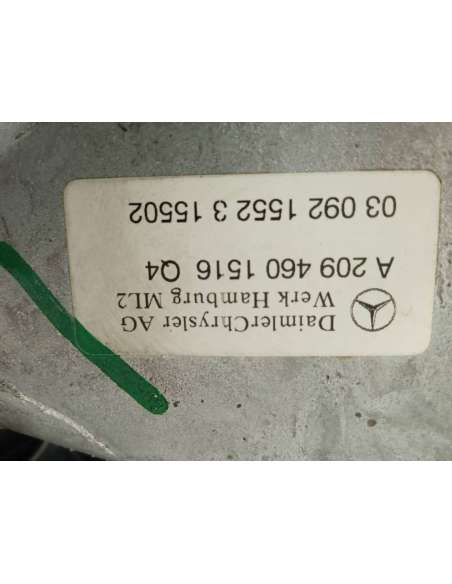 DaimlerChrysler AG
Werk Hamburg ML2
A 209 460 1516 Q4
03 092 1552 3 15502